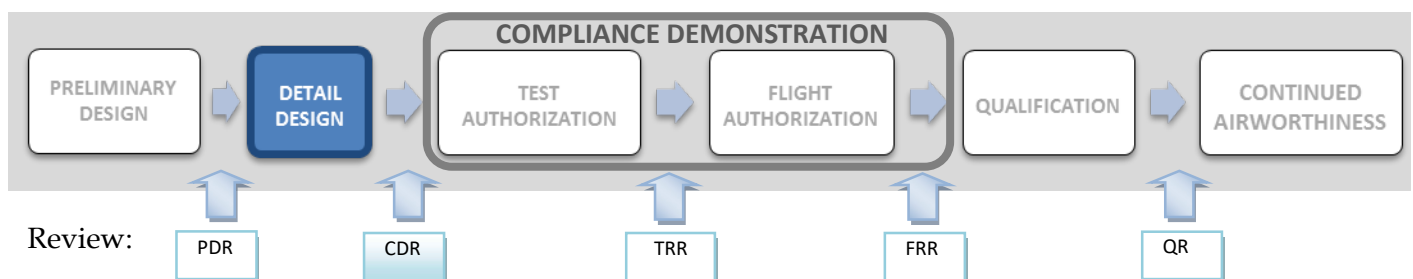 COMPLIANCE DEMONSTRATION
PRELIMINARY
DESIGN
DETAIL
DESIGN
TEST
AUTHORIZATION
FLIGHT
AUTHORIZATION
QUALIFICATION
CONTINUED
AIRWORTHINESS
Review:
PDR
CDR
TRR
FRR
QR